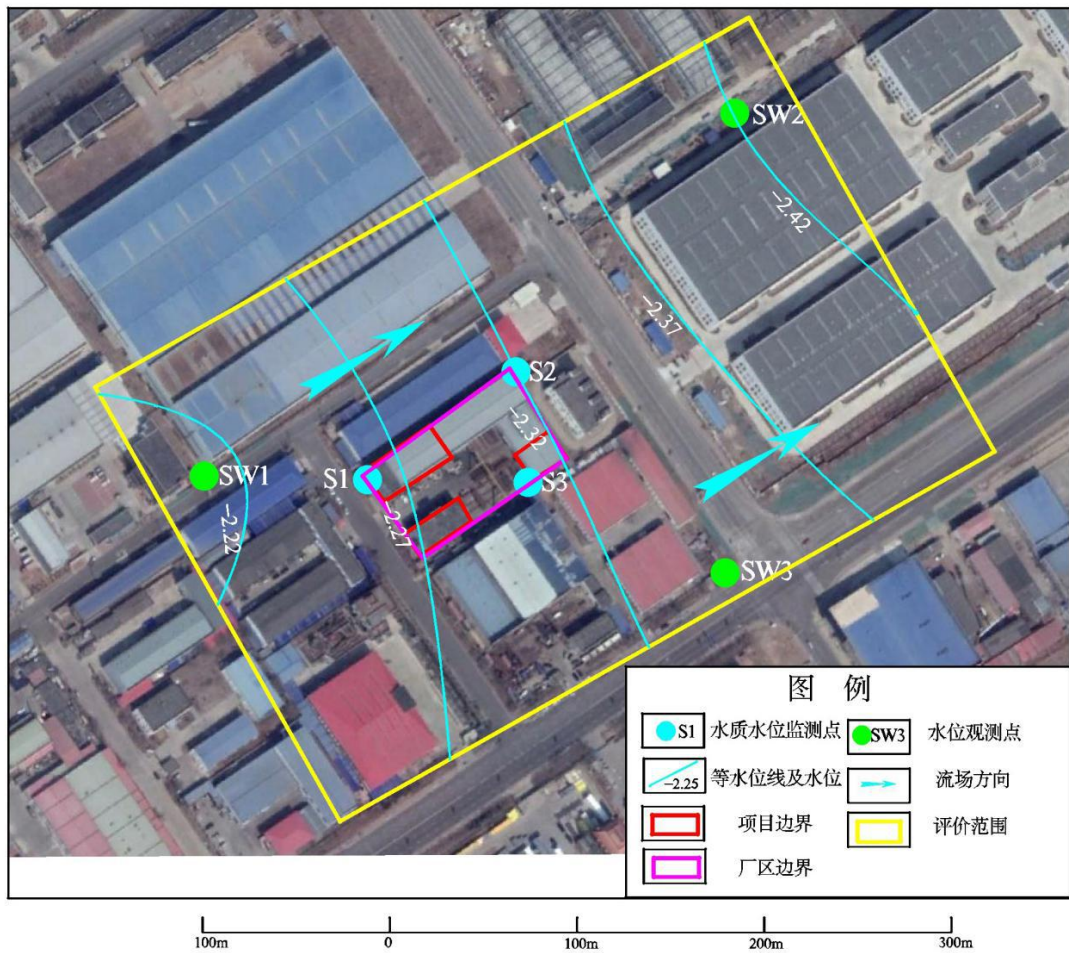 SW2
-2.42
-2.37
S2
-2.32
SW1
S1
S3
-2.22
-2.27
SW3
图 例
S1 水质水位监测点
SW3 水位观测点
-2.25 等水位线及水位
流场方向
项目边界
评价范围
厂区边界
100m 0 100m 200m 300m